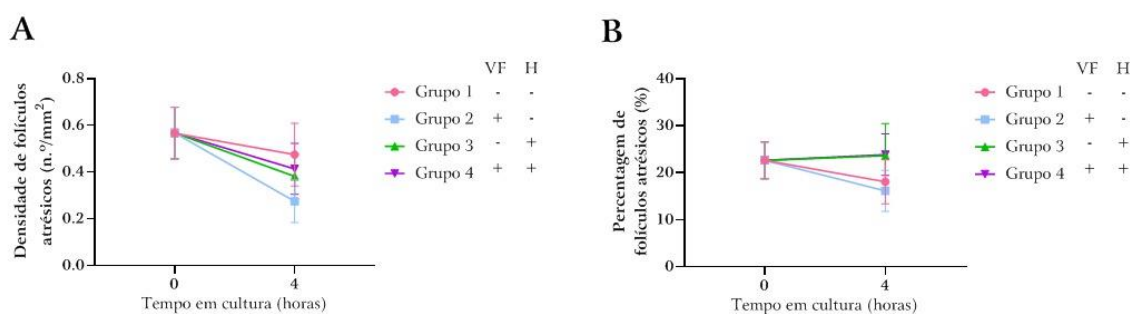 A
Densidade de folículos
atrésicos (n.º/mm²)
0.8
0.6
0.4
0.2
0.0
0
4
Tempo em cultura (horas)
VF H
Grupo 1 - -
Grupo 2 + -
Grupo 3 - +
Grupo 4 + +
B
Percentagem de
folículos atrésicos (%)
40
30
20
10
0
0
4
Tempo em cultura (horas)
VF H
Grupo 1 - -
Grupo 2 + -
Grupo 3 - +
Grupo 4 + +